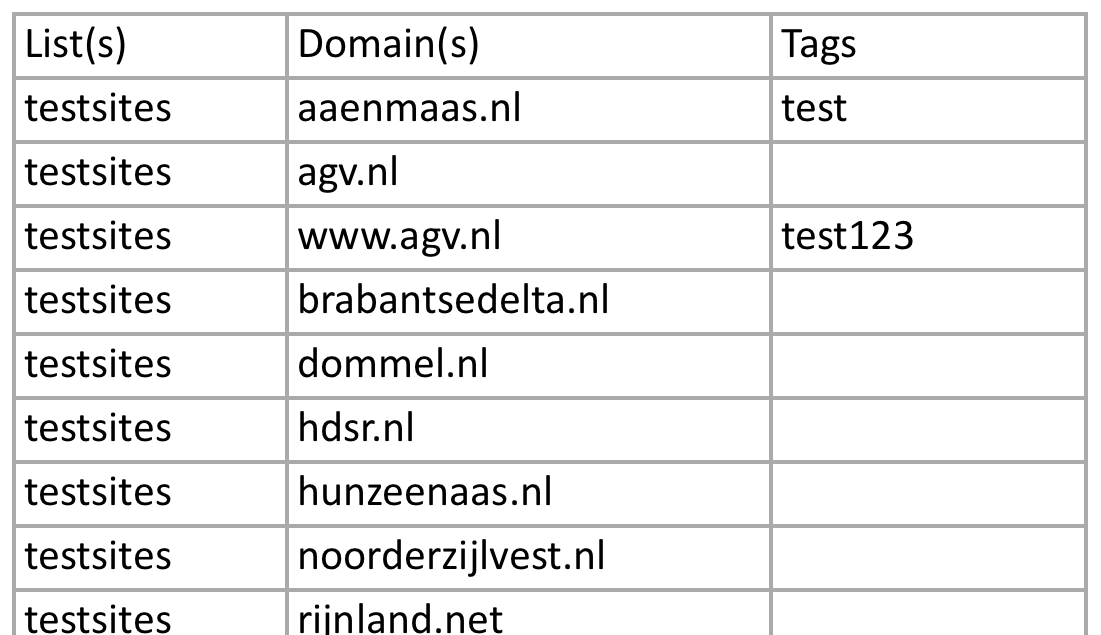 List(s) Domain(s) Tags
testsites aaenmaas.nl test
testsites agv.nl
testsites www.agv.nl test123
testsites brabantsedelta.nl
testsites dommel.nl
testsites hdsr.nl
testsites hunzeenaas.nl
testsites noorderzijlvest.nl
testsites rijnland.net